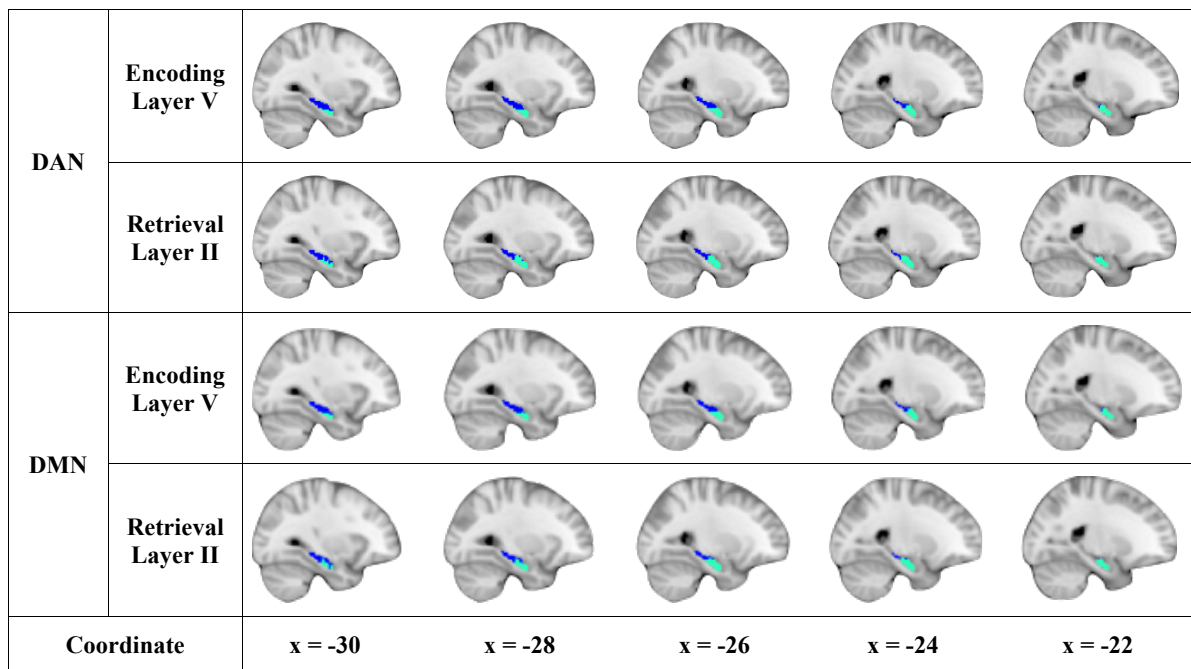 DAN
Encoding
Layer V
Retrieval
Layer II
DMN
Encoding
Layer V
Retrieval
Layer II
Coordinate x = -30 x = -28 x = -26 x = -24 x = -22